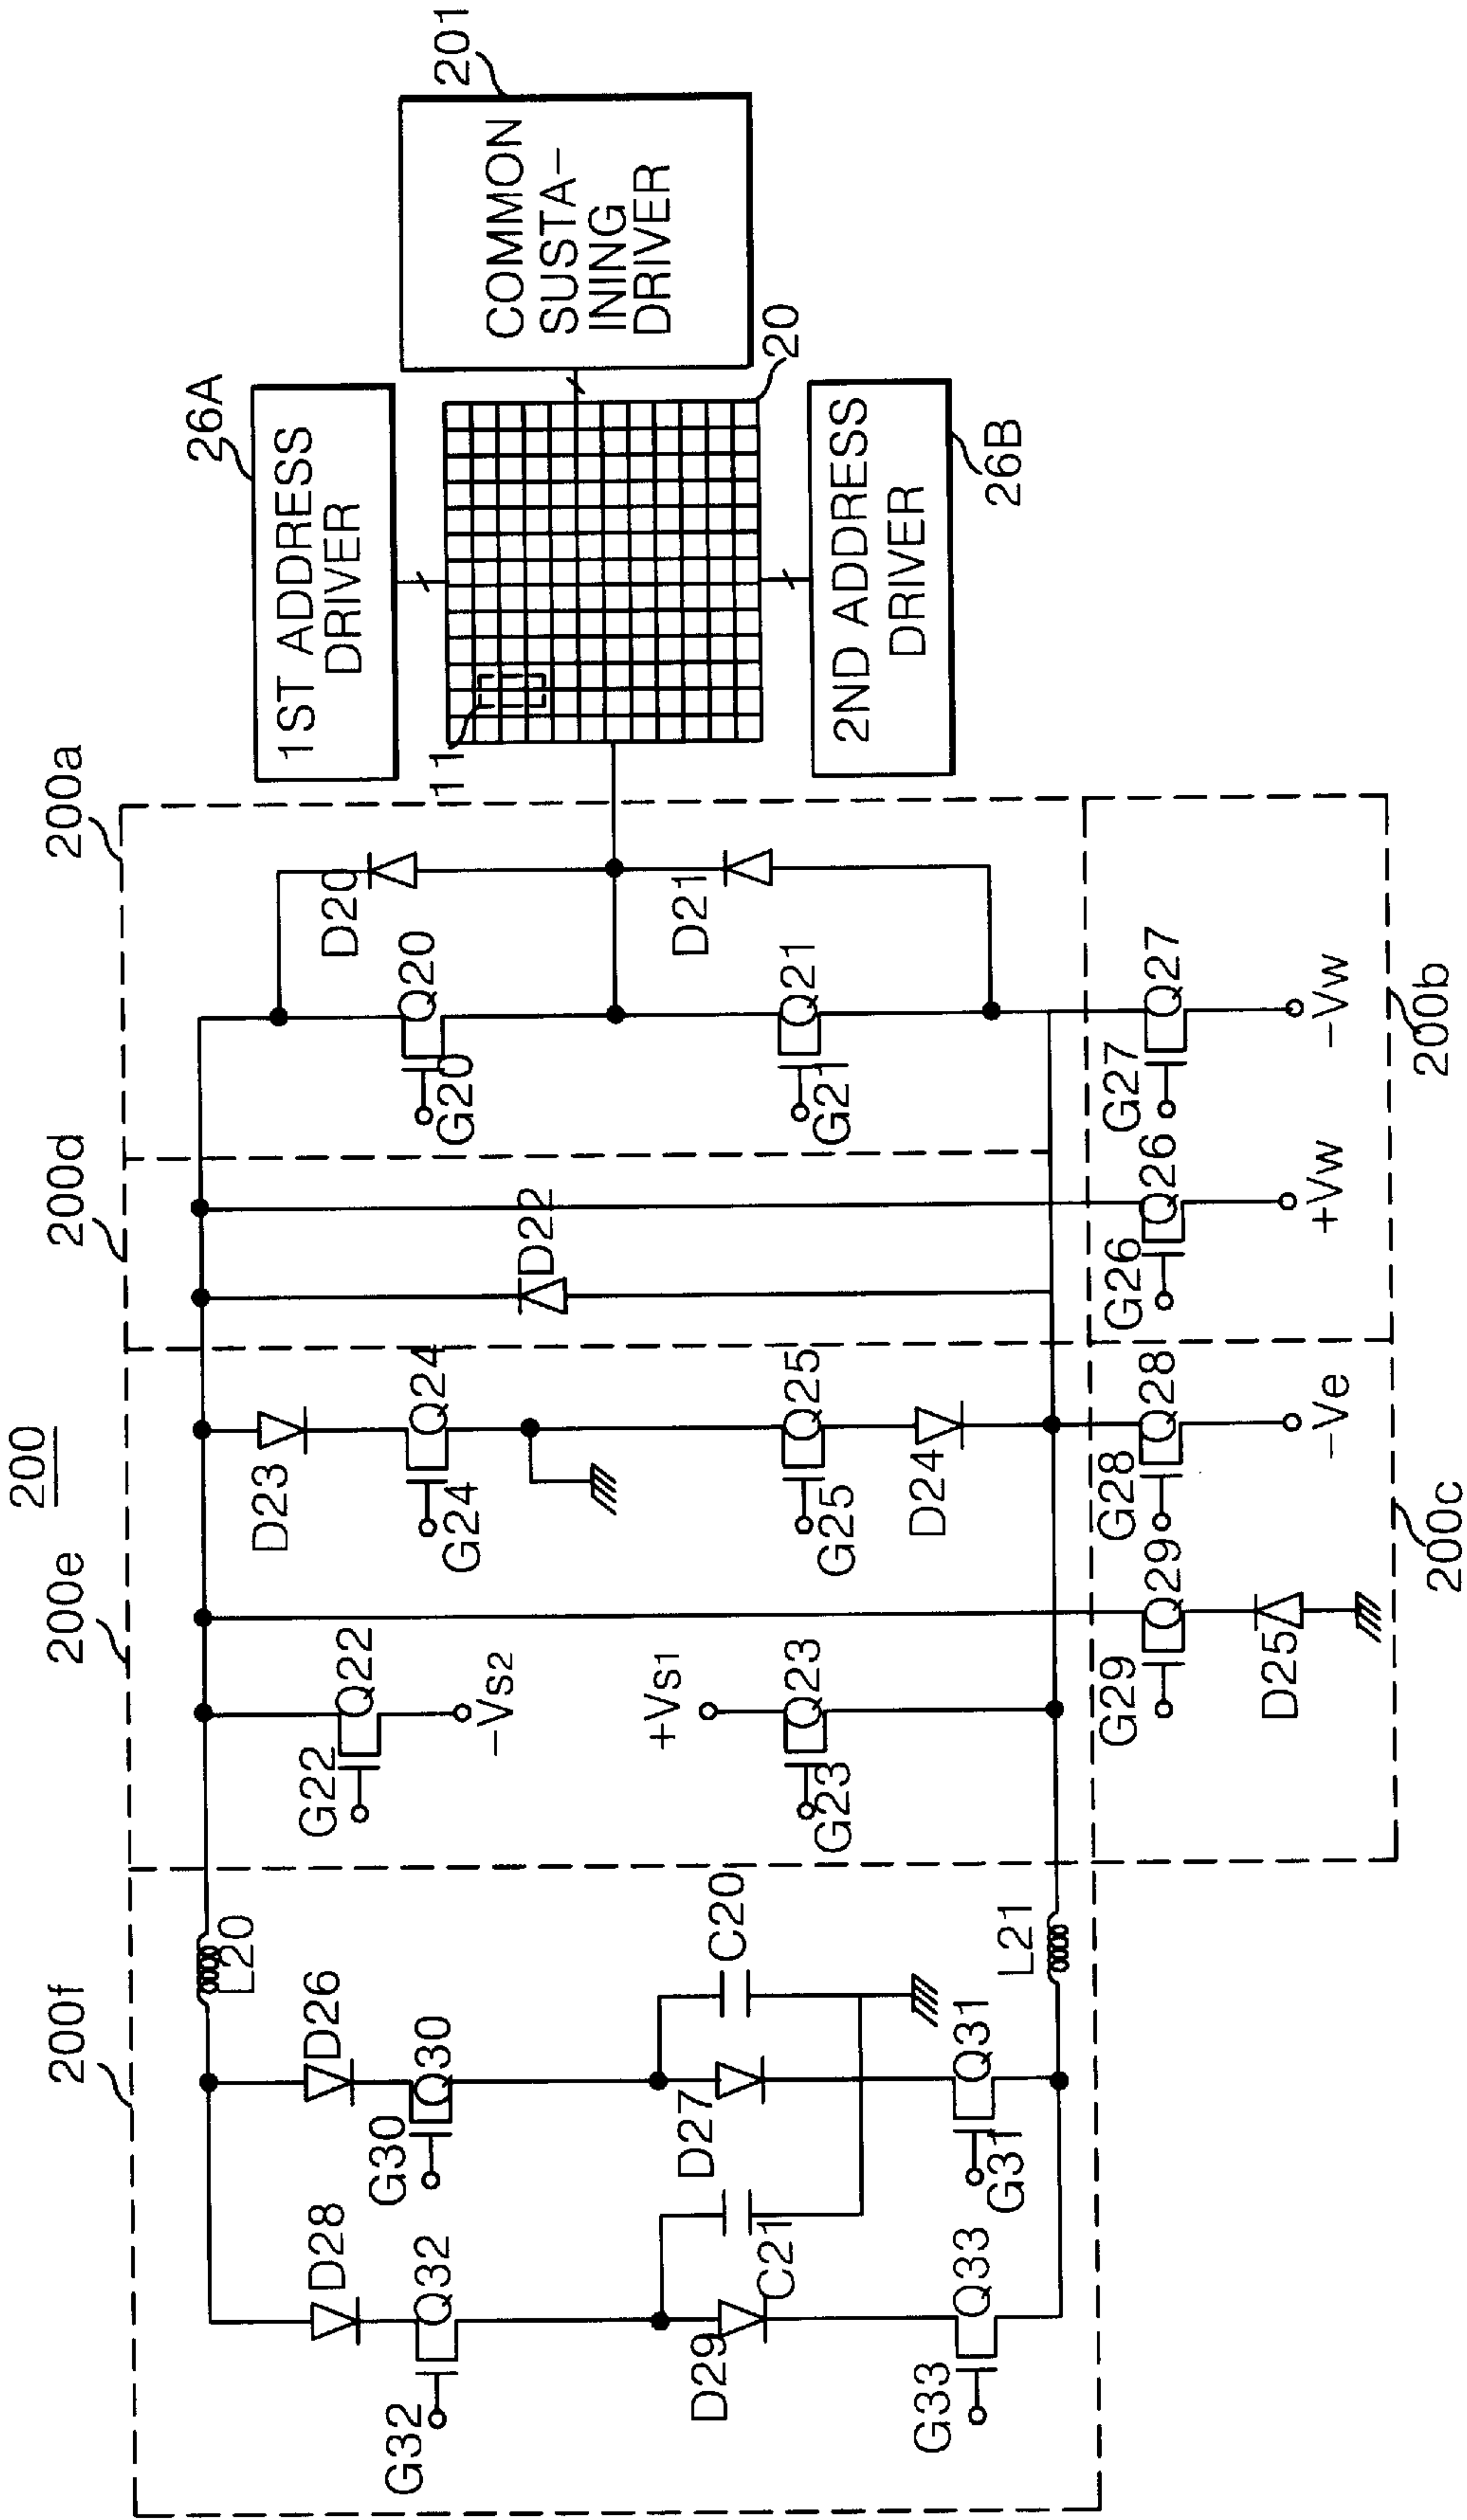 200
200f
200e
200d
200a
L20
D28
D26
G32
Q32
G30
Q30
D29
C21
D27
C20
G33
Q33
G31
Q31
L21
G22
Q22
-Vs2
+Vs1
G23
Q23
D23
G24
Q24
G25
Q25
D24
D22
D20
G20
Q20
D21
G21
Q21
G29
Q29
D25
G28
Q28
-Ve
G26
Q26
+Vw
G27
Q27
-Vw
200c
200b
26A
1ST ADDRESS
DRIVER
11
20
2ND ADDRESS
DRIVER
26B
201
COMMON
SUSTA-
INING
DRIVER